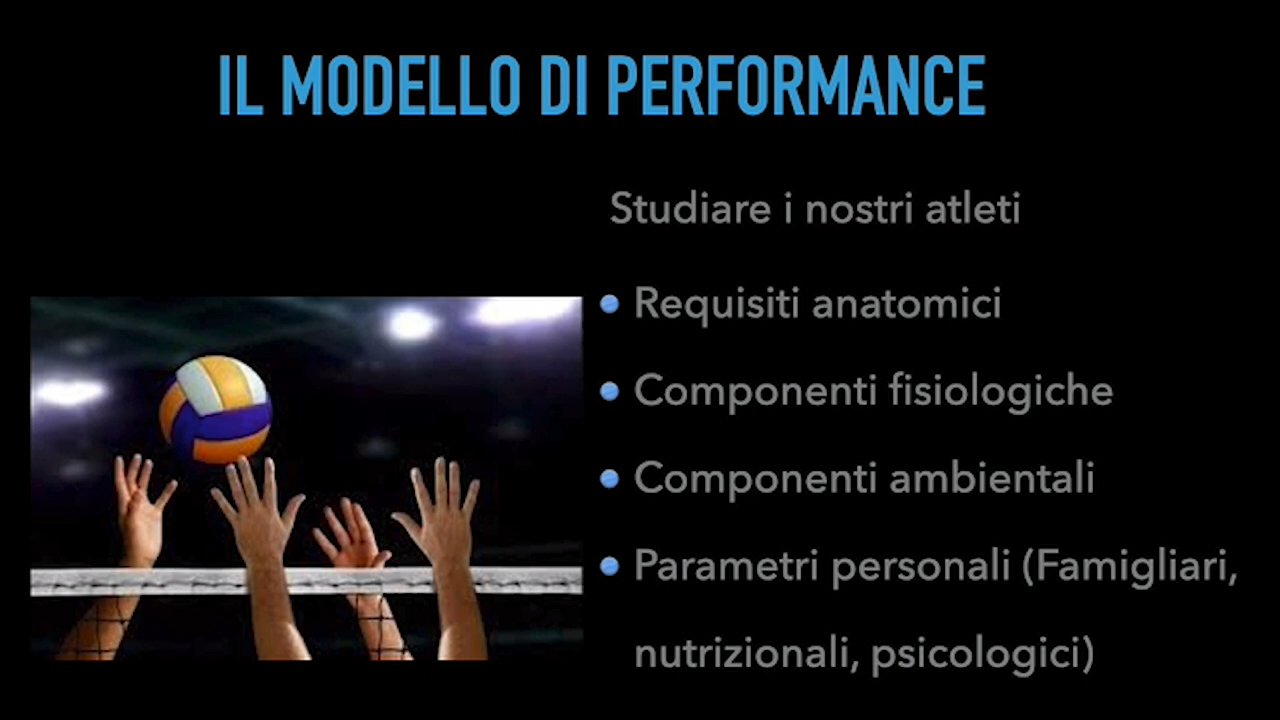 IL MODELLO DI PERFORMANCE
Studiare i nostri atleti
Requisiti anatomici
Componenti fisiologiche
Componenti ambientali
Parametri personali (Famigliari,
nutrizionali, psicologici)